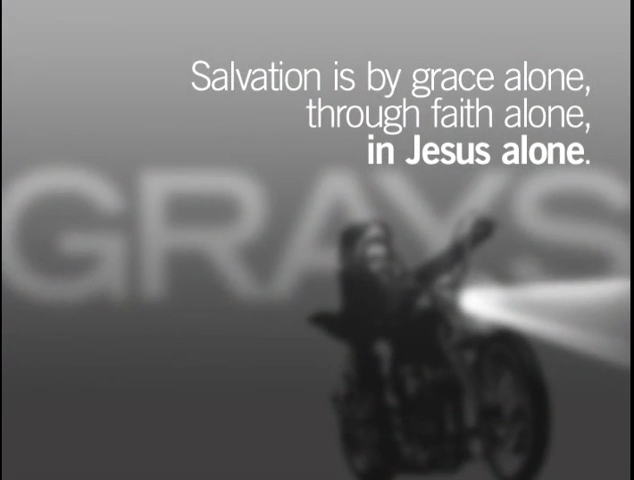 Salvation is by grace alone,
through faith alone,
in Jesus alone.
GRAYS